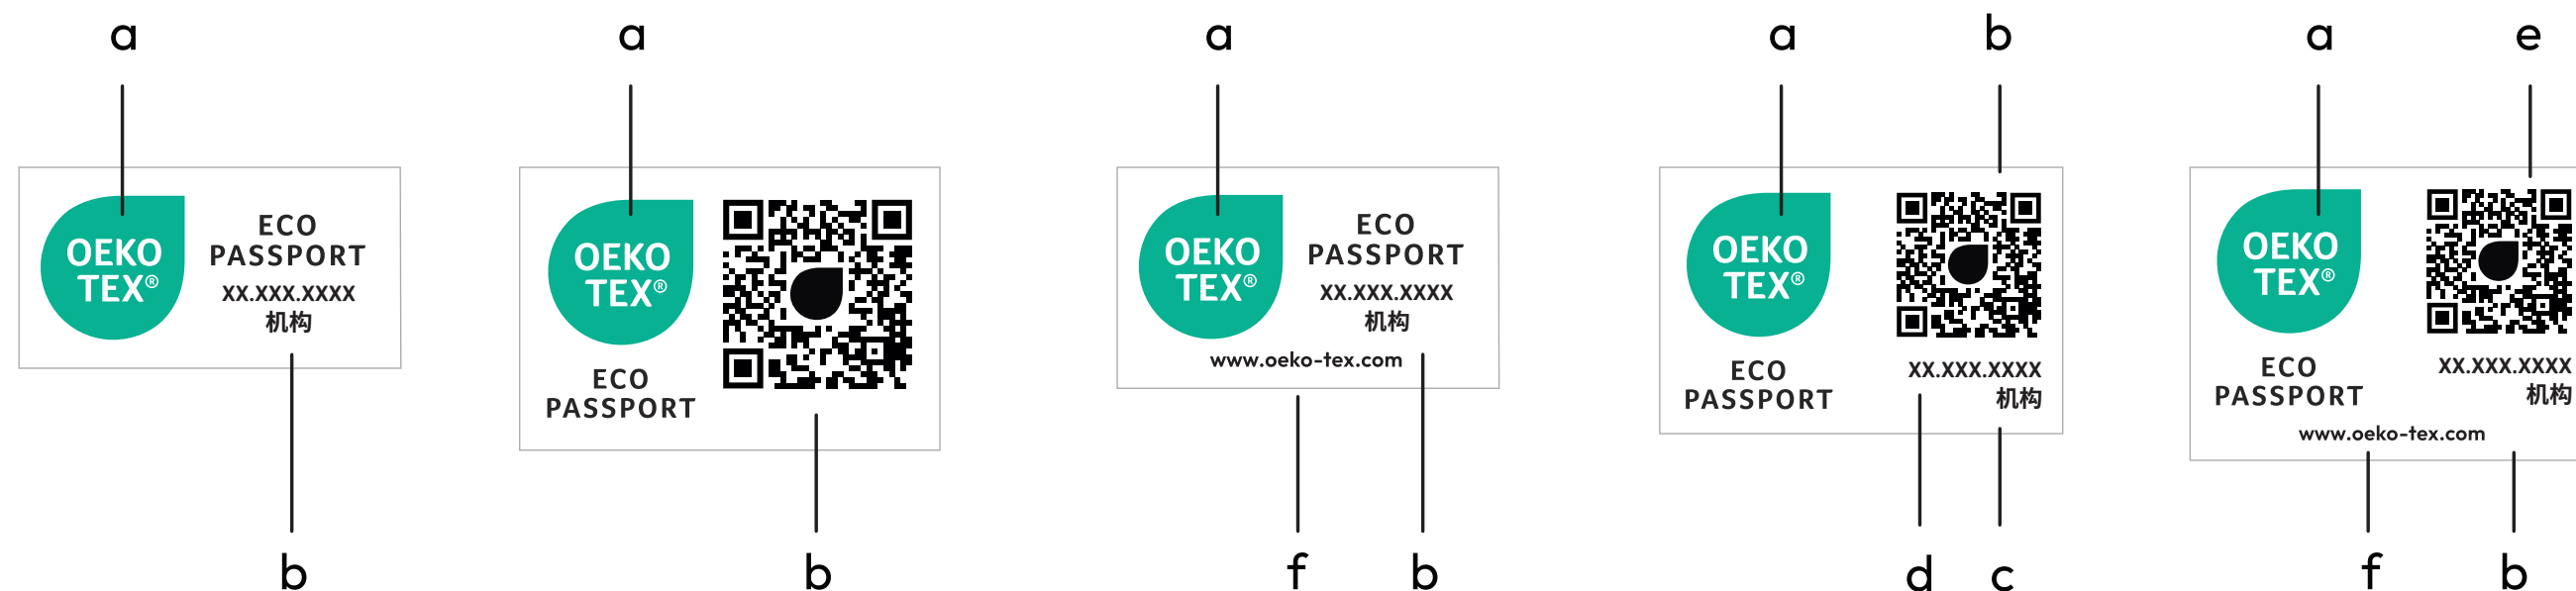 a
a
a
a
b
a
e
OEKO
TEX®
ECO
PASSPORT
XX.XXX.XXXX
机构
b
OEKO
TEX®
ECO
PASSPORT
b
OEKO
TEX®
ECO
PASSPORT
XX.XXX.XXXX
机构
www.oeko-tex.com
f
b
OEKO
TEX®
ECO
PASSPORT
XX.XXX.XXXX
机构
d
c
OEKO
TEX®
ECO
PASSPORT
XX.XXX.XXXX
机构
www.oeko-tex.com
f
b